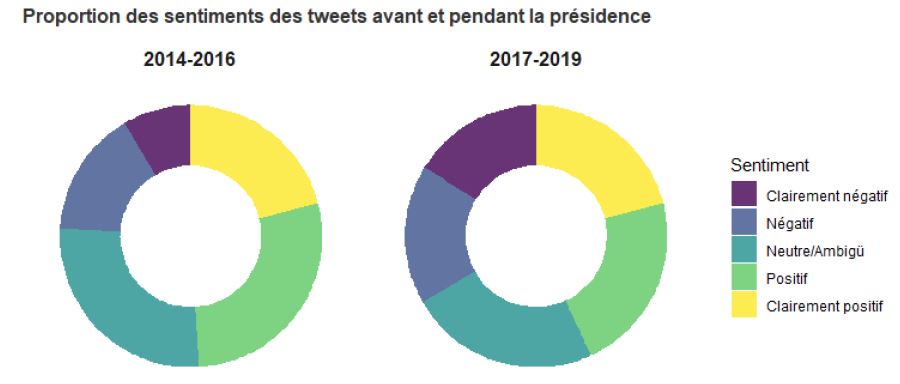 Proportion des sentiments des tweets avant et pendant la présidence
2014-2016
2017-2019
Sentiment
Clairement négatif
Négatif
Neutre/Ambigü
Positif
Clairement positif